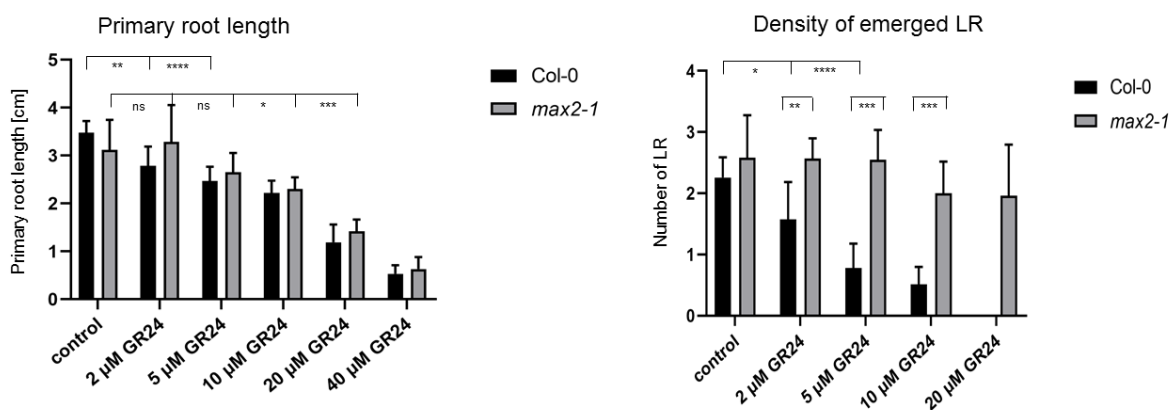 Primary root length
Primary root length [cm]
5
4
3
2
1
0
** ****
ns ns * ***
control
2 µM GR24
5 µM GR24
10 µM GR24
20 µM GR24
40 µM GR24
Col-0
max2-1
Density of emerged LR
Number of LR
4
3
2
1
0
* ****
** *** ***
control
2 µM GR24
5 µM GR24
10 µM GR24
20 µM GR24
Col-0
max2-1